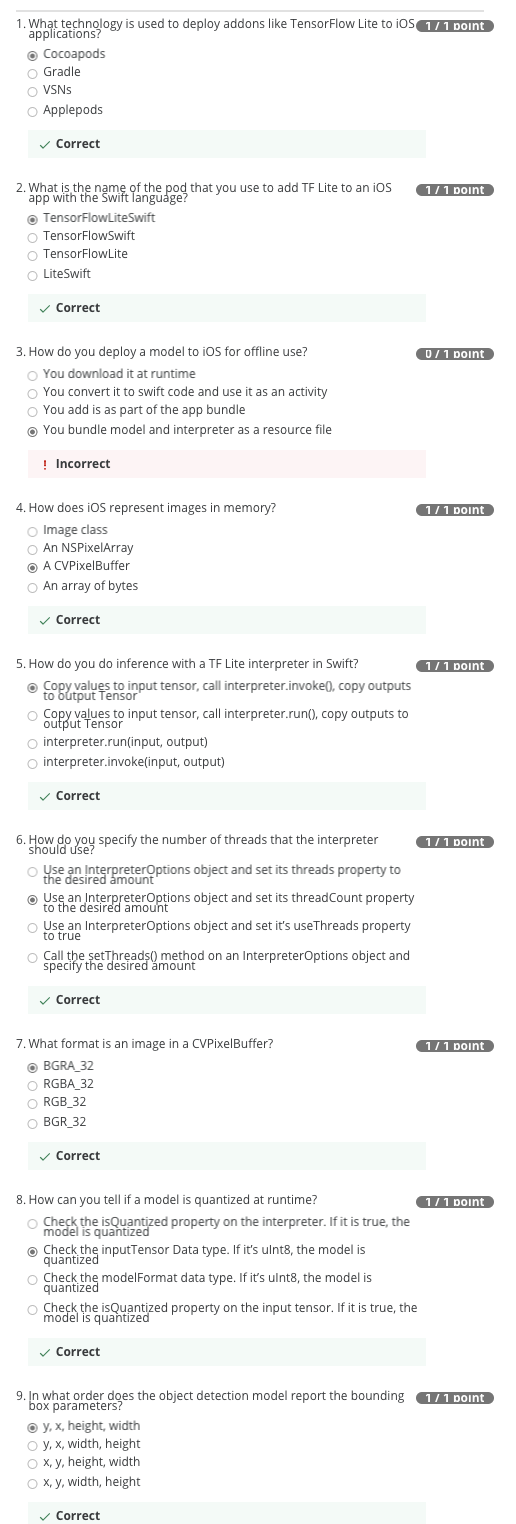 1. What technology is used to deploy addons like TensorFlow Lite to iOS
applications?
1 / 1 point
Cocoapods
Gradle
VSNs
Applepods
Correct
2. What is the name of the pod that you use to add TF Lite to an iOS
app with the Swift language?
1 / 1 point
TensorFlowLiteSwift
TensorFlowSwift
TensorFlowLite
LiteSwift
Correct
3. How do you deploy a model to iOS for offline use?
0 / 1 point
You download it at runtime
You convert it to swift code and use it as an activity
You add is as part of the app bundle
You bundle model and interpreter as a resource file
Incorrect
4. How does iOS represent images in memory?
1 / 1 point
Image class
An NSPixelArray
A CVPixelBuffer
An array of bytes
Correct
5. How do you do inference with a TF Lite interpreter in Swift?
1 / 1 point
Copy values to input tensor, call interpreter.invoke(), copy outputs
to output Tensor
Copy values to input tensor, call interpreter.run(), copy outputs to
output Tensor
interpreter.run(input, output)
interpreter.invoke(input, output)
Correct
6. How do you specify the number of threads that the interpreter
should use?
1 / 1 point
Use an InterpreterOptions object and set its threads property to
the desired amount
Use an InterpreterOptions object and set its threadCount property
to the desired amount
Use an InterpreterOptions object and set it’s useThreads property
to true
Call the setThreads() method on an InterpreterOptions object and
specify the desired amount
Correct
7. What format is an image in a CVPixelBuffer?
1 / 1 point
BGRA_32
RGBA_32
RGB_32
BGR_32
Correct
8. How can you tell if a model is quantized at runtime?
1 / 1 point
Check the isQuantized property on the interpreter. If it is true, the
model is quantized
Check the inputTensor Data type. If it’s uInt8, the model is
quantized
Check the modelFormat data type. If it’s uInt8, the model is
quantized
Check the isQuantized property on the input tensor. If it is true, the
model is quantized
Correct
9. In what order does the object detection model report the bounding
box parameters?
1 / 1 point
y, x, height, width
y, x, width, height
x, y, height, width
x, y, width, height
Correct